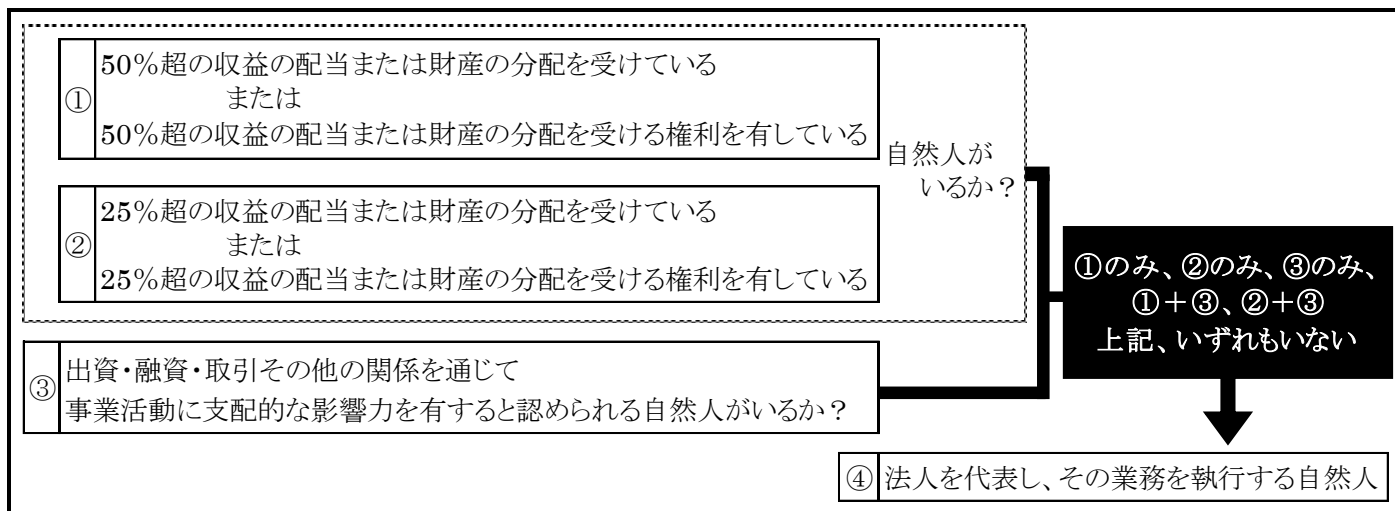 ①
50%超の収益の配当または財産の分配を受けている
または
50%超の収益の配当または財産の分配を受ける権利を有している
自然人が
いるか？
②
25%超の収益の配当または財産の分配を受けている
または
25%超の収益の配当または財産の分配を受ける権利を有している
①のみ、②のみ、③のみ、
①＋③、②＋③
上記、いずれもいない
③
出資・融資・取引その他の関係を通じて
事業活動に支配的な影響力を有すると認められる自然人がいるか？
④
法人を代表し、その業務を執行する自然人